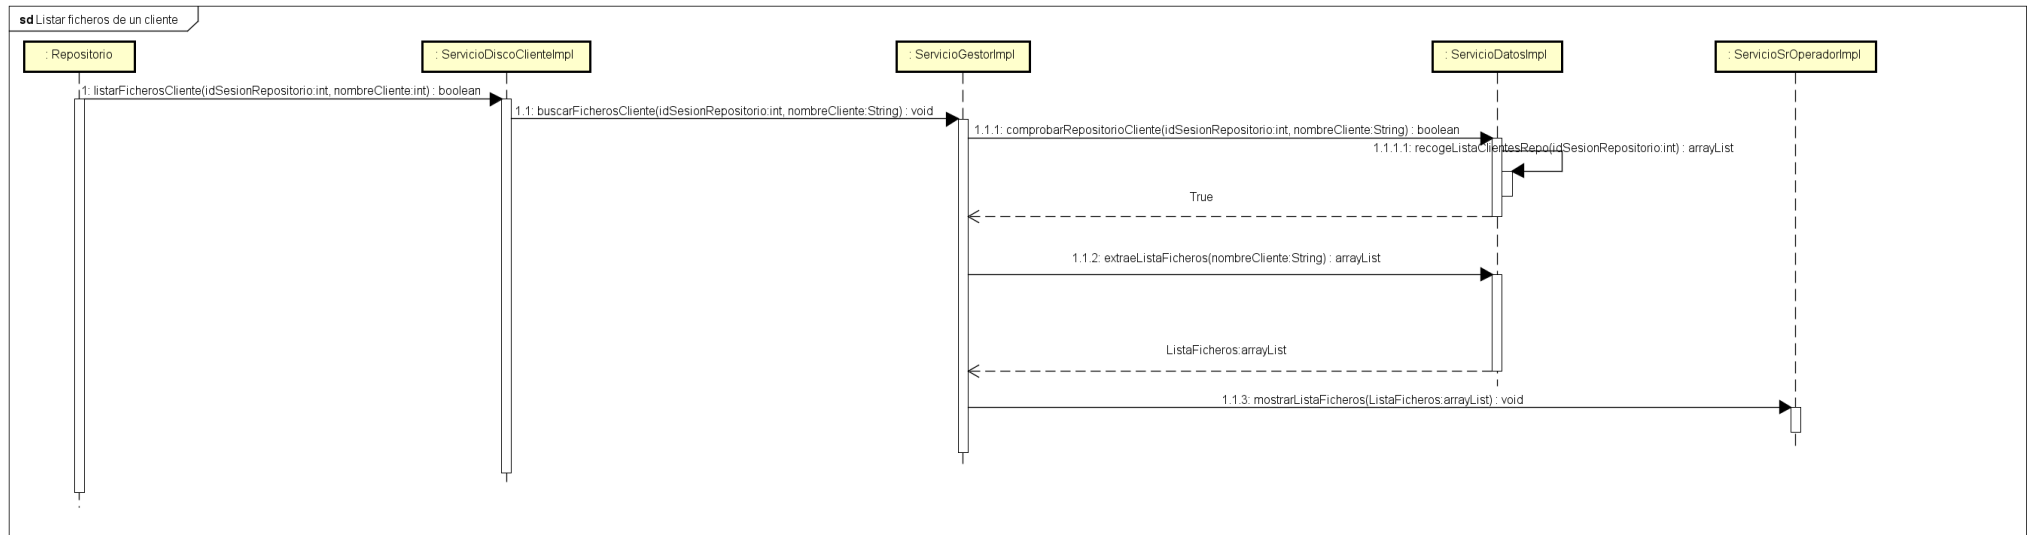 sd Listar ficheros de un cliente
: Repositorio
: ServicioDiscoClienteImpl
: ServicioGestorImpl
: ServicioDatosImpl
: ServicioSrOperadorImpl
1: listarFicherosCliente(idSesionRepositorio:int, nombreCliente:int) : boolean
1.1: buscarFicherosCliente(idSesionRepositorio:int, nombreCliente:String) : void
1.1.1: comprobarRepositorioCliente(idSesionRepositorio:int, nombreCliente:String) : boolean
1.1.1.1: recogeListaClientesRepo(idSesionRepositorio:int) : arrayList
True
1.1.2: extraeListaFicheros(nombreCliente:String) : arrayList
ListaFicheros:arrayList
1.1.3: mostrarListaFicheros(ListaFicheros:arrayList) : void